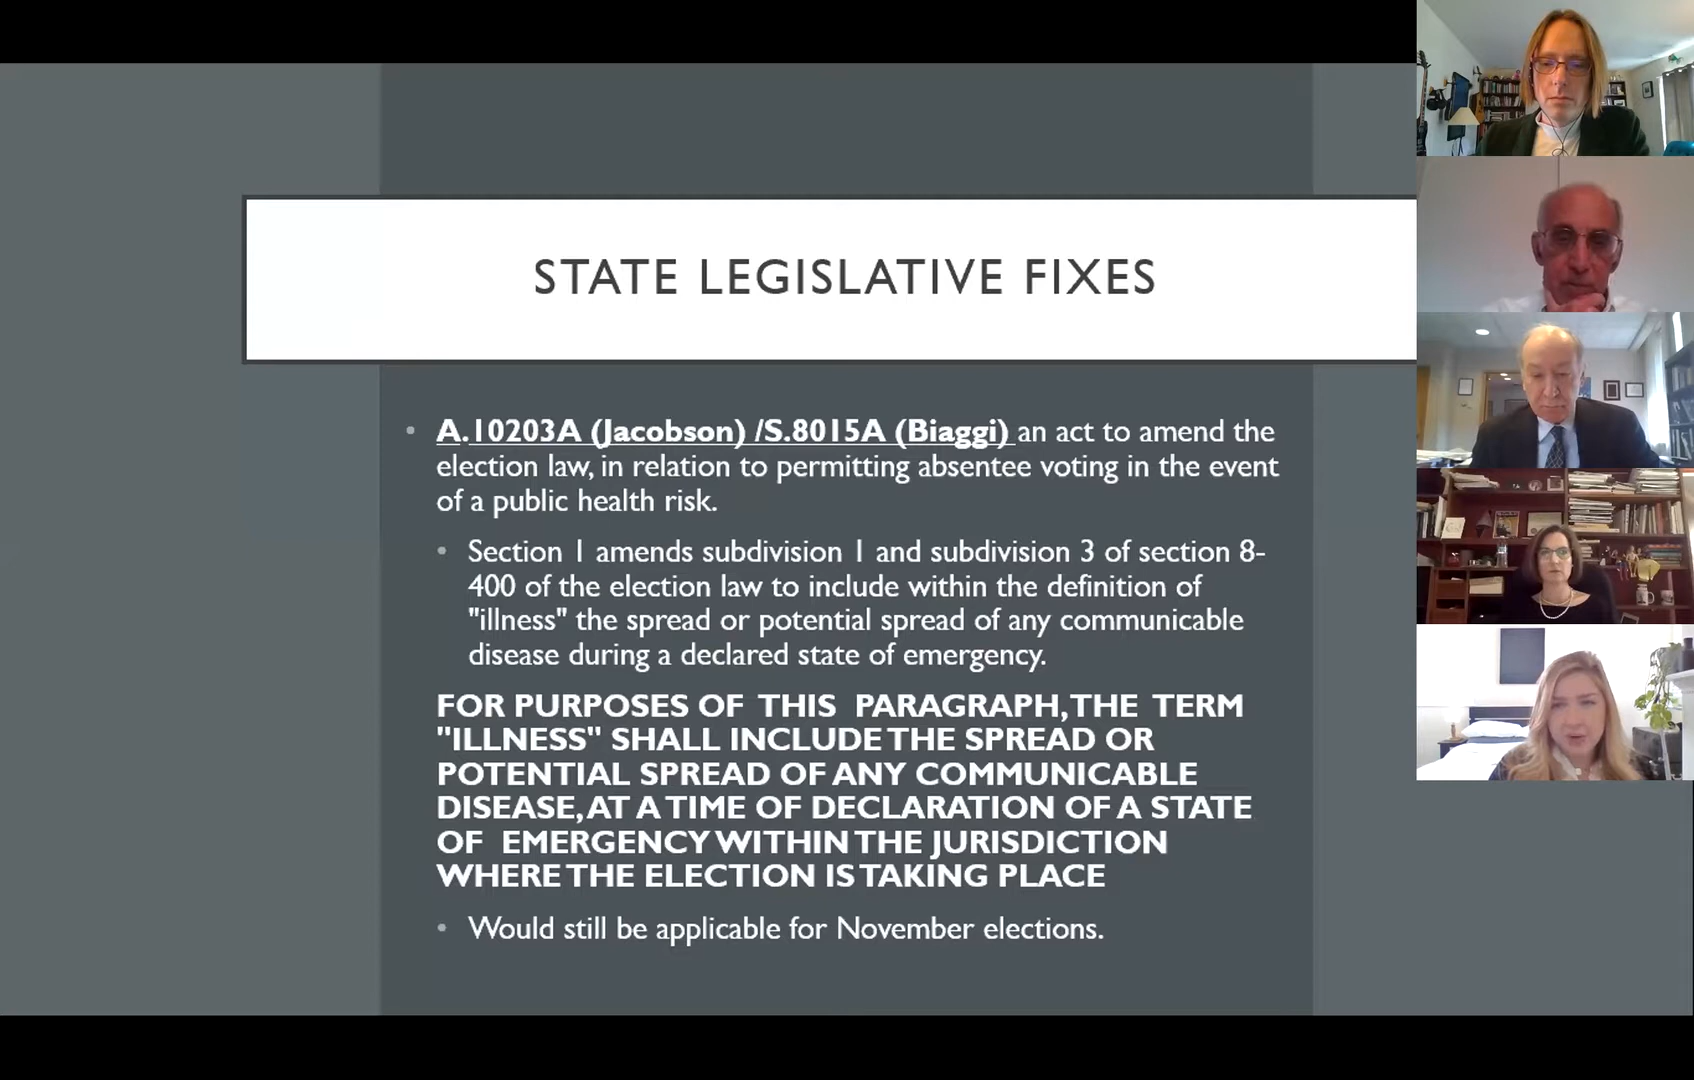 STATE LEGISLATIVE FIXES
• A.10203A (Jacobson) /S.8015A (Biaggi) an act to amend the
election law, in relation to permitting absentee voting in the event
of a public health risk.
• Section 1 amends subdivision 1 and subdivision 3 of section 8-
400 of the election law to include within the definition of
"illness" the spread or potential spread of any communicable
disease during a declared state of emergency.
FOR PURPOSES OF THIS PARAGRAPH, THE TERM
"ILLNESS" SHALL INCLUDE THE SPREAD OR
POTENTIAL SPREAD OF ANY COMMUNICABLE
DISEASE, AT A TIME OF DECLARATION OF A STATE
OF EMERGENCY WITHIN THE JURISDICTION
WHERE THE ELECTION IS TAKING PLACE
• Would still be applicable for November elections.